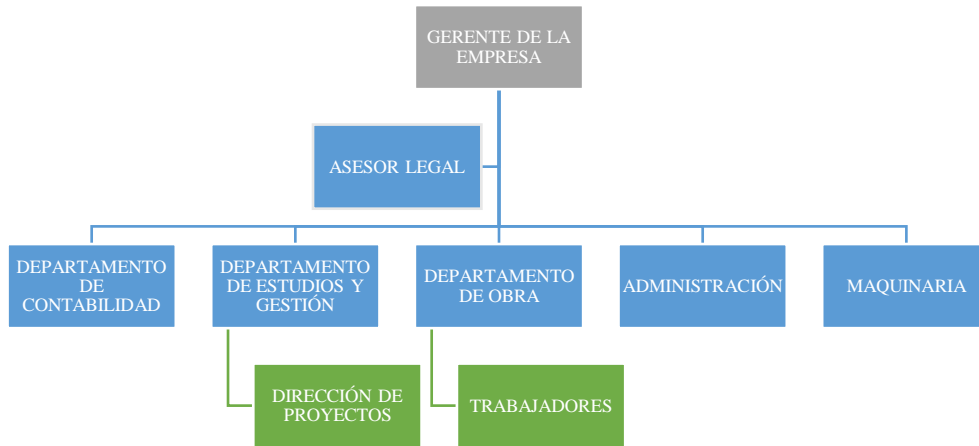 GERENTE DE LA
EMPRESA
ASESOR LEGAL
DEPARTAMENTO
DE
CONTABILIDAD
DEPARTAMENTO
DE ESTUDIOS Y
GESTIÓN
DEPARTAMENTO
DE OBRA
ADMINISTRACIÓN
MAQUINARIA
DIRECCIÓN DE
PROYECTOS
TRABAJADORES